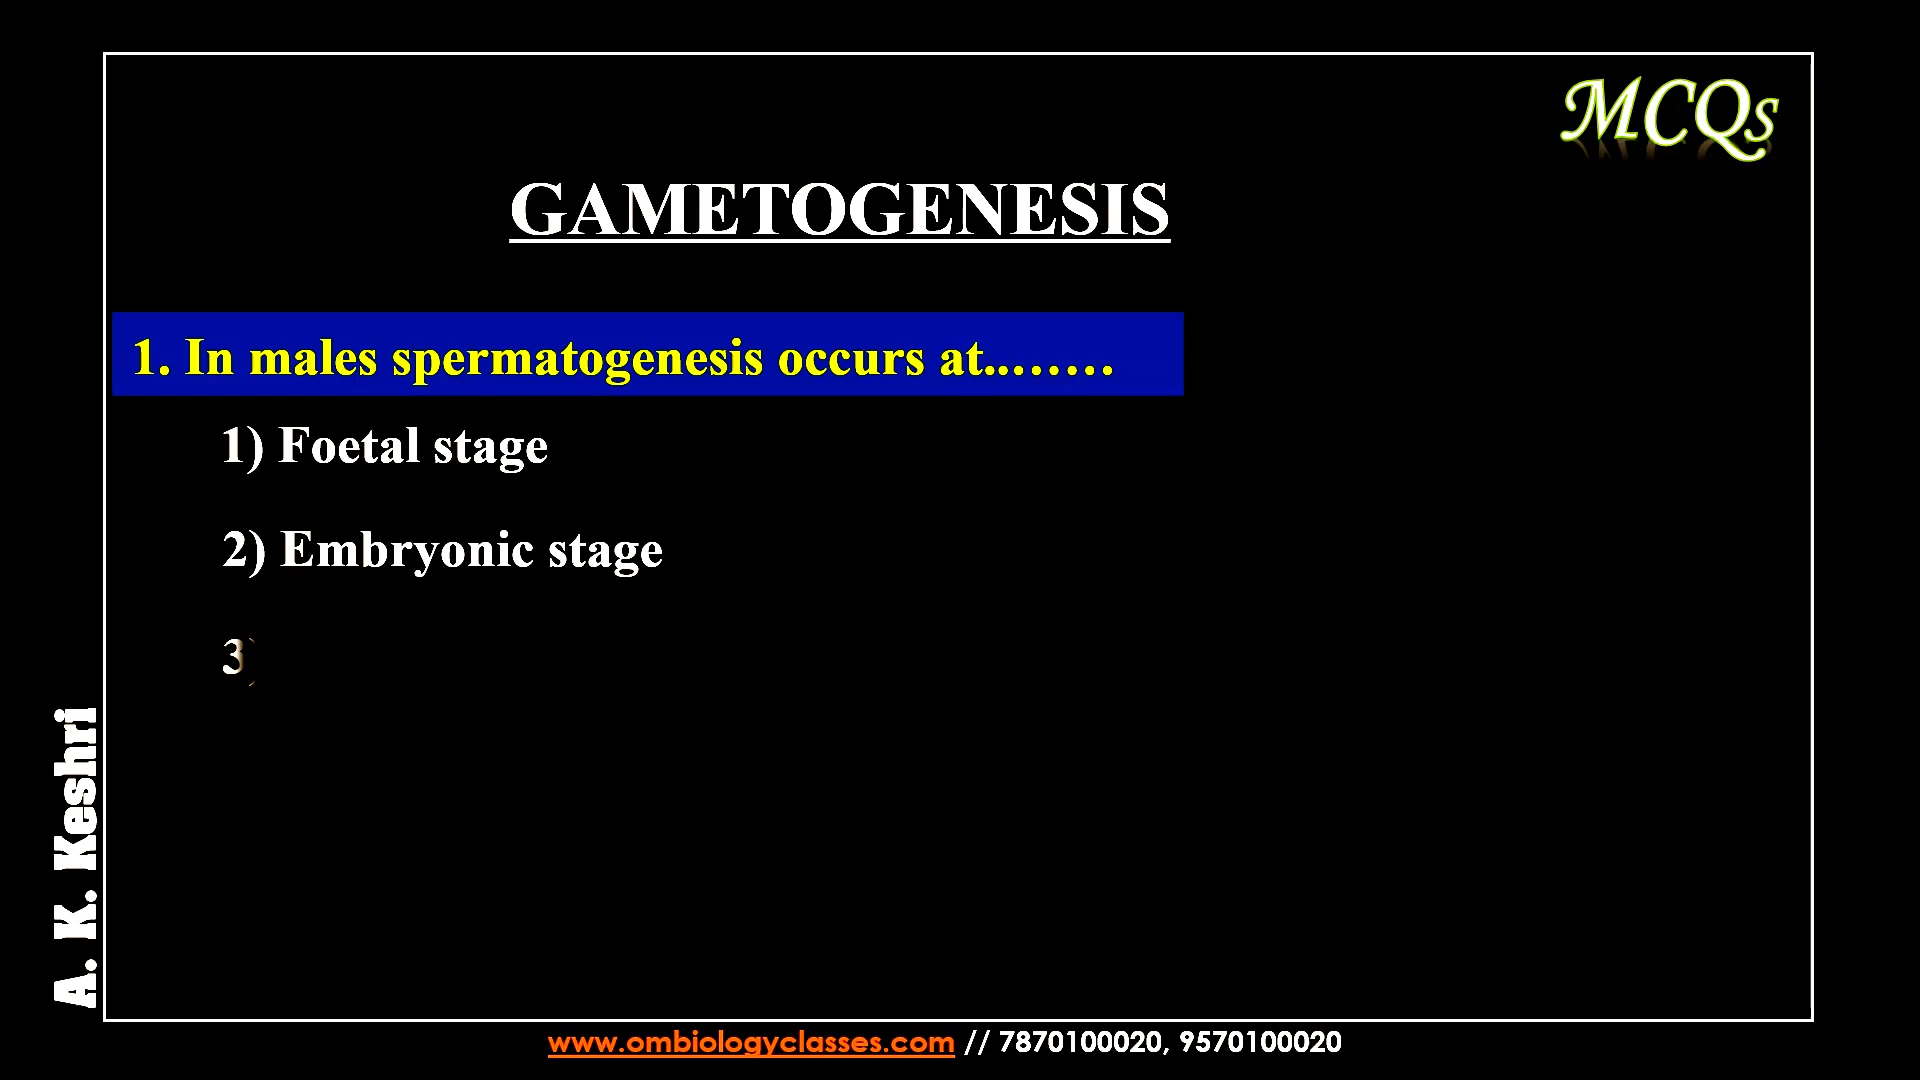 MCQs
GAMETOGENESIS
1. In males spermatogenesis occurs at..……
1) Foetal stage
2) Embryonic stage
3)
A. K. Keshri
www.ombiologyclasses.com // 7870100020, 9570100020